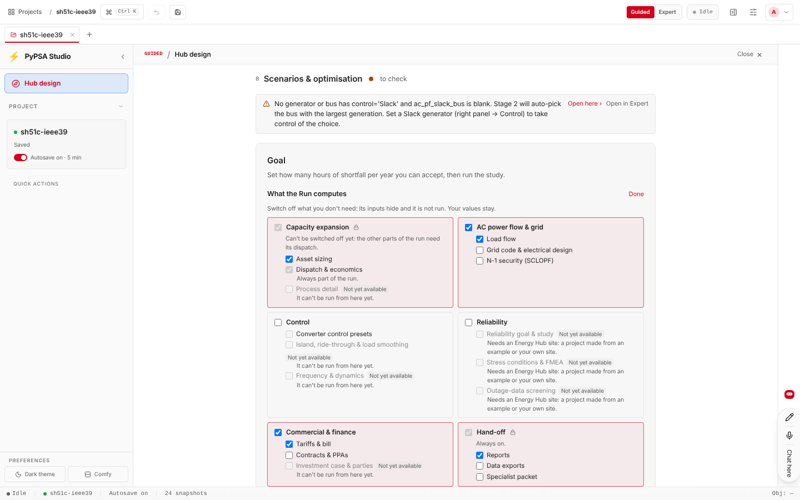 Projects / sh51c-ieee39 Ctrl K Guided Expert Idle A
sh51c-ieee39
PyPSA Studio
GUIDED / Hub design Close
Hub design
PROJECT
sh51c-ieee39
Saved
Autosave on · 5 min
QUICK ACTIONS
Scenarios & optimisation to check
No generator or bus has control='Slack' and ac_pf_slack_bus is blank. Stage 2 will auto-pick
the bus with the largest generation. Set a Slack generator (right panel → Control) to take
control of the choice.
Open here › Open in Expert
Goal
Set how many hours of shortfall per year you can accept, then run the study.
What the Run computes Done
Switch off what you don't need: its inputs hide and it is not run. Your values stay.
Capacity expansion
Can't be switched off yet: the other parts of the run need
its dispatch.
Asset sizing
Dispatch & economics
Always part of the run.
Process detail Not yet available
It can't be run from here yet.
AC power flow & grid
Load flow
Grid code & electrical design
N-1 security (SCLOPF)
Control
Converter control presets
Island, ride-through & load smoothing
Not yet available
It can't be run from here yet.
Frequency & dynamics Not yet available
It can't be run from here yet.
Reliability
Reliability goal & study Not yet available
Needs an Energy Hub site: a project made from an
example or your own site.
Stress conditions & FMEA Not yet available
Needs an Energy Hub site: a project made from an
example or your own site.
Outage-data screening Not yet available
Needs an Energy Hub site: a project made from an
example or your own site.
Commercial & finance
Tariffs & bill
Contracts & PPAs
Investment case & parties Not yet available
Hand-off
Always on.
Reports
Data exports
Specialist packet
Chat here
PREFERENCES
Dark theme Comfy
Idle sh51c-ieee39 Autosave on 24 snapshots Obj: —